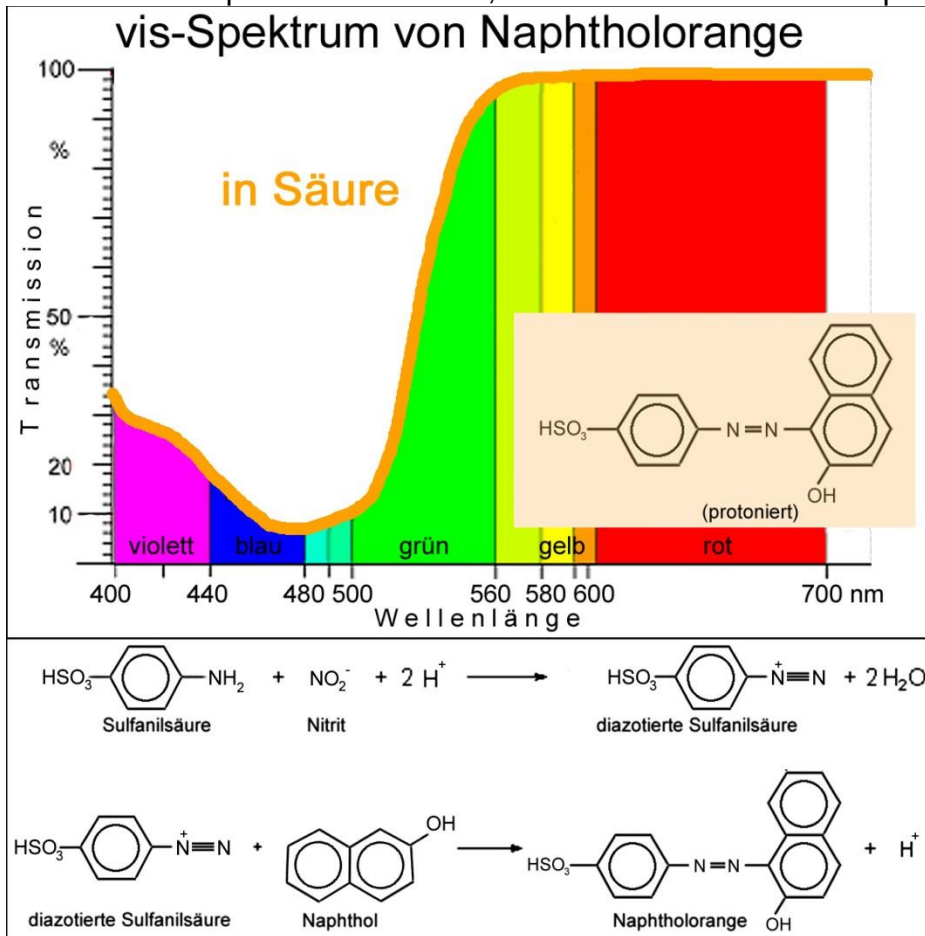 vis-Spektrum von Naphtholorange
100
%
50
%
20
10
Transmission
in Säure
HSO3
N=N
OH
(protoniert)
violett
blau
grün
gelb
rot
400 440 480 500 560 580 600 700 nm
Wellenlänge
HSO3 NH2 + NO2- + 2 H+ HSO3 N+≡N + 2H2O
Sulfanilsäure Nitrit diazotierte Sulfanilsäure
HSO3 N+≡N + OH HSO3 N=N OH + H+
diazotierte Sulfanilsäure Naphthol Naphtholorange